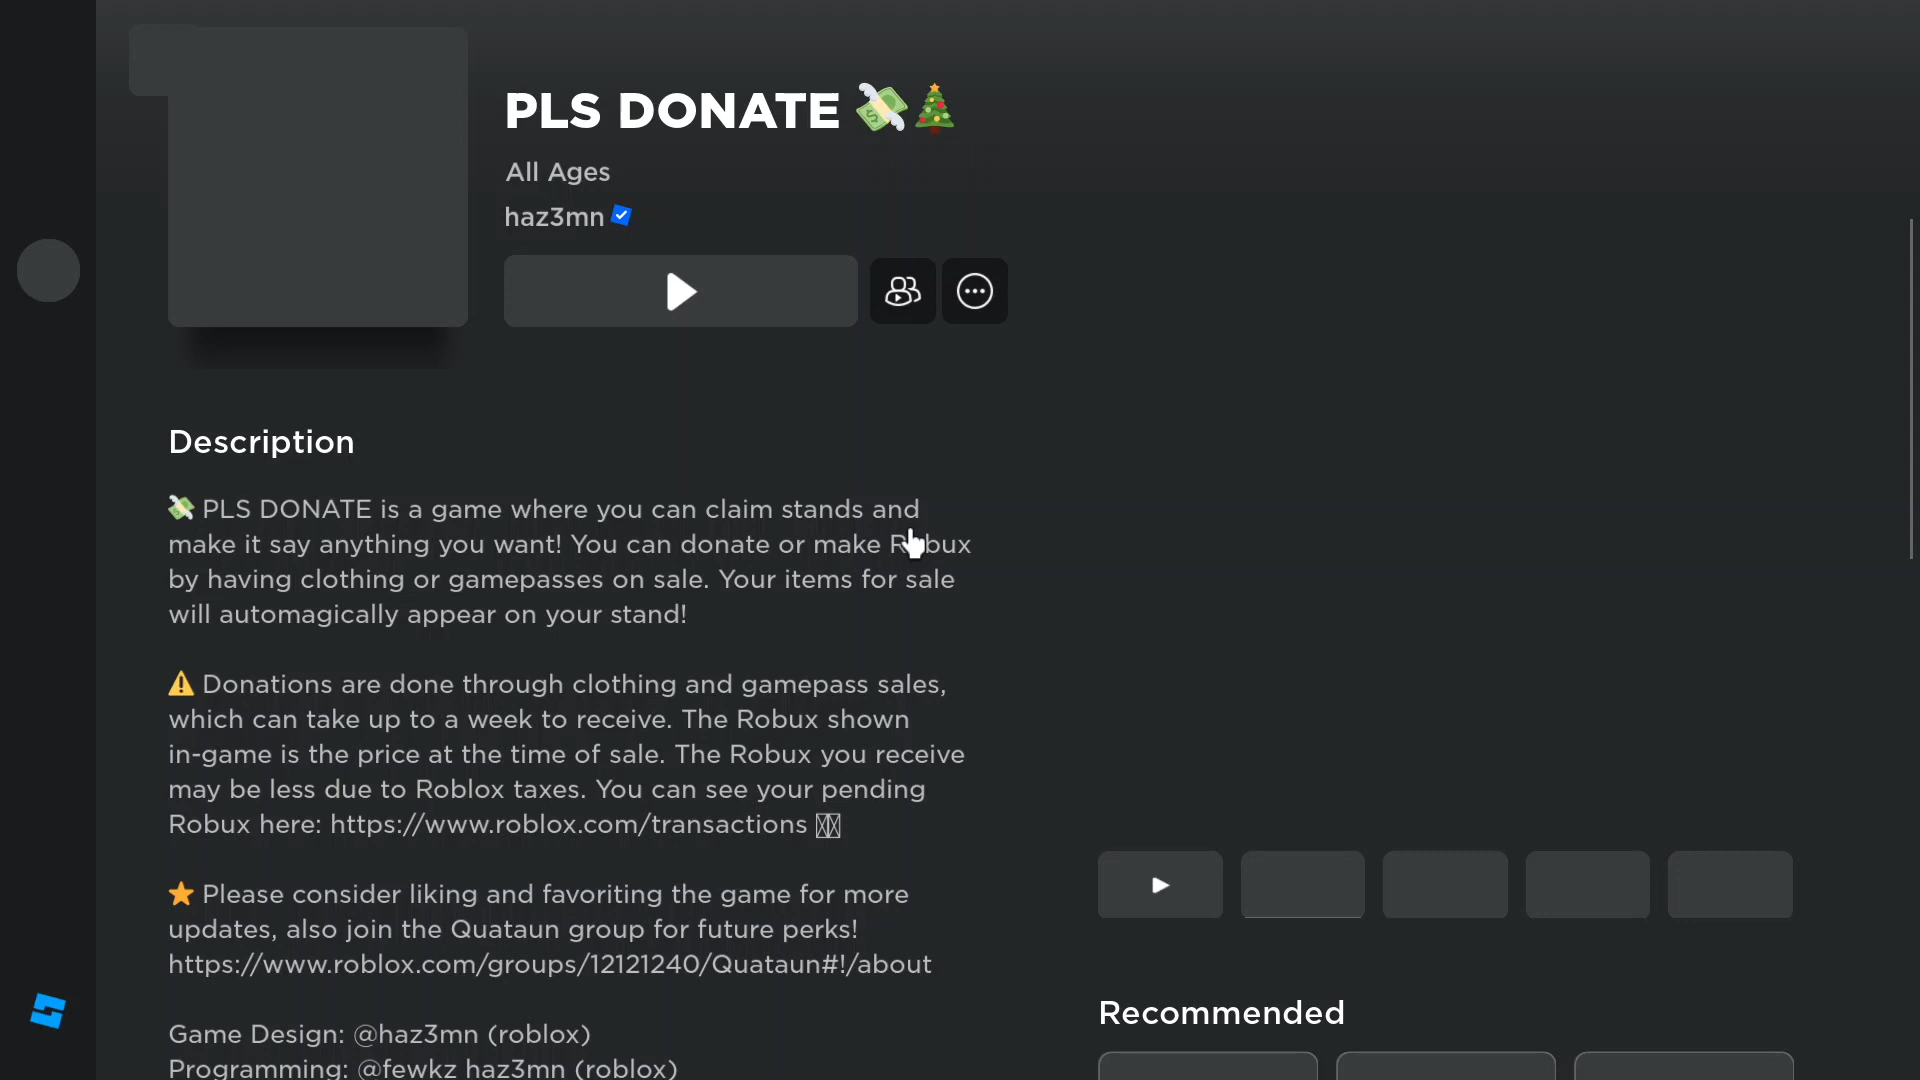 PLS DONATE 💸🎄
All Ages
haz3mn
Description
💸 PLS DONATE is a game where you can claim stands and
make it say anything you want! You can donate or make Robux
by having clothing or gamepasses on sale. Your items for sale
will automagically appear on your stand!
⚠️ Donations are done through clothing and gamepass sales,
which can take up to a week to receive. The Robux shown
in-game is the price at the time of sale. The Robux you receive
may be less due to Roblox taxes. You can see your pending
Robux here: https://www.roblox.com/transactions
⭐ Please consider liking and favoriting the game for more
updates, also join the Quataun group for future perks!
https://www.roblox.com/groups/12121240/Quataun#!/about
Game Design: @haz3mn (roblox)
Programming: @fewkz haz3mn (roblox)
Recommended